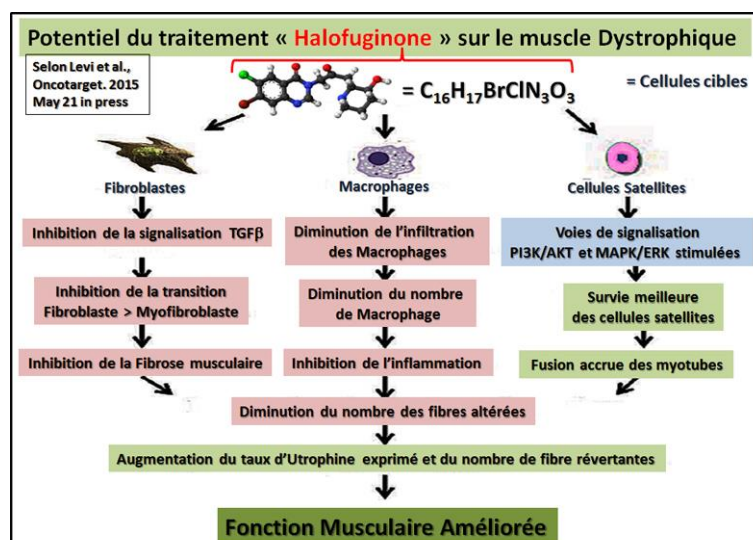 Potentiel du traitement « Halofuginone » sur le muscle Dystrophique
Selon Levi et al.,
Oncotarget. 2015
May 21 in press
= C₁₆H₁₇BrClN₃O₃
= Cellules cibles
Fibroblastes
Macrophages
Cellules Satellites
Inhibition de la signalisation TGFβ
Diminution de l’infiltration
des Macrophages
Voies de signalisation
PI3K/AKT et MAPK/ERK stimulées
Inhibition de la transition
Fibroblaste > Myofibroblaste
Diminution du nombre
de Macrophage
Survie meilleure
des cellules satellites
Inhibition de la Fibrose musculaire
Inhibition de l’inflammation
Fusion accrue des myotubes
Diminution du nombre des fibres altérées
Augmentation du taux d’Utrophine exprimé et du nombre de fibre révertantes
Fonction Musculaire Améliorée